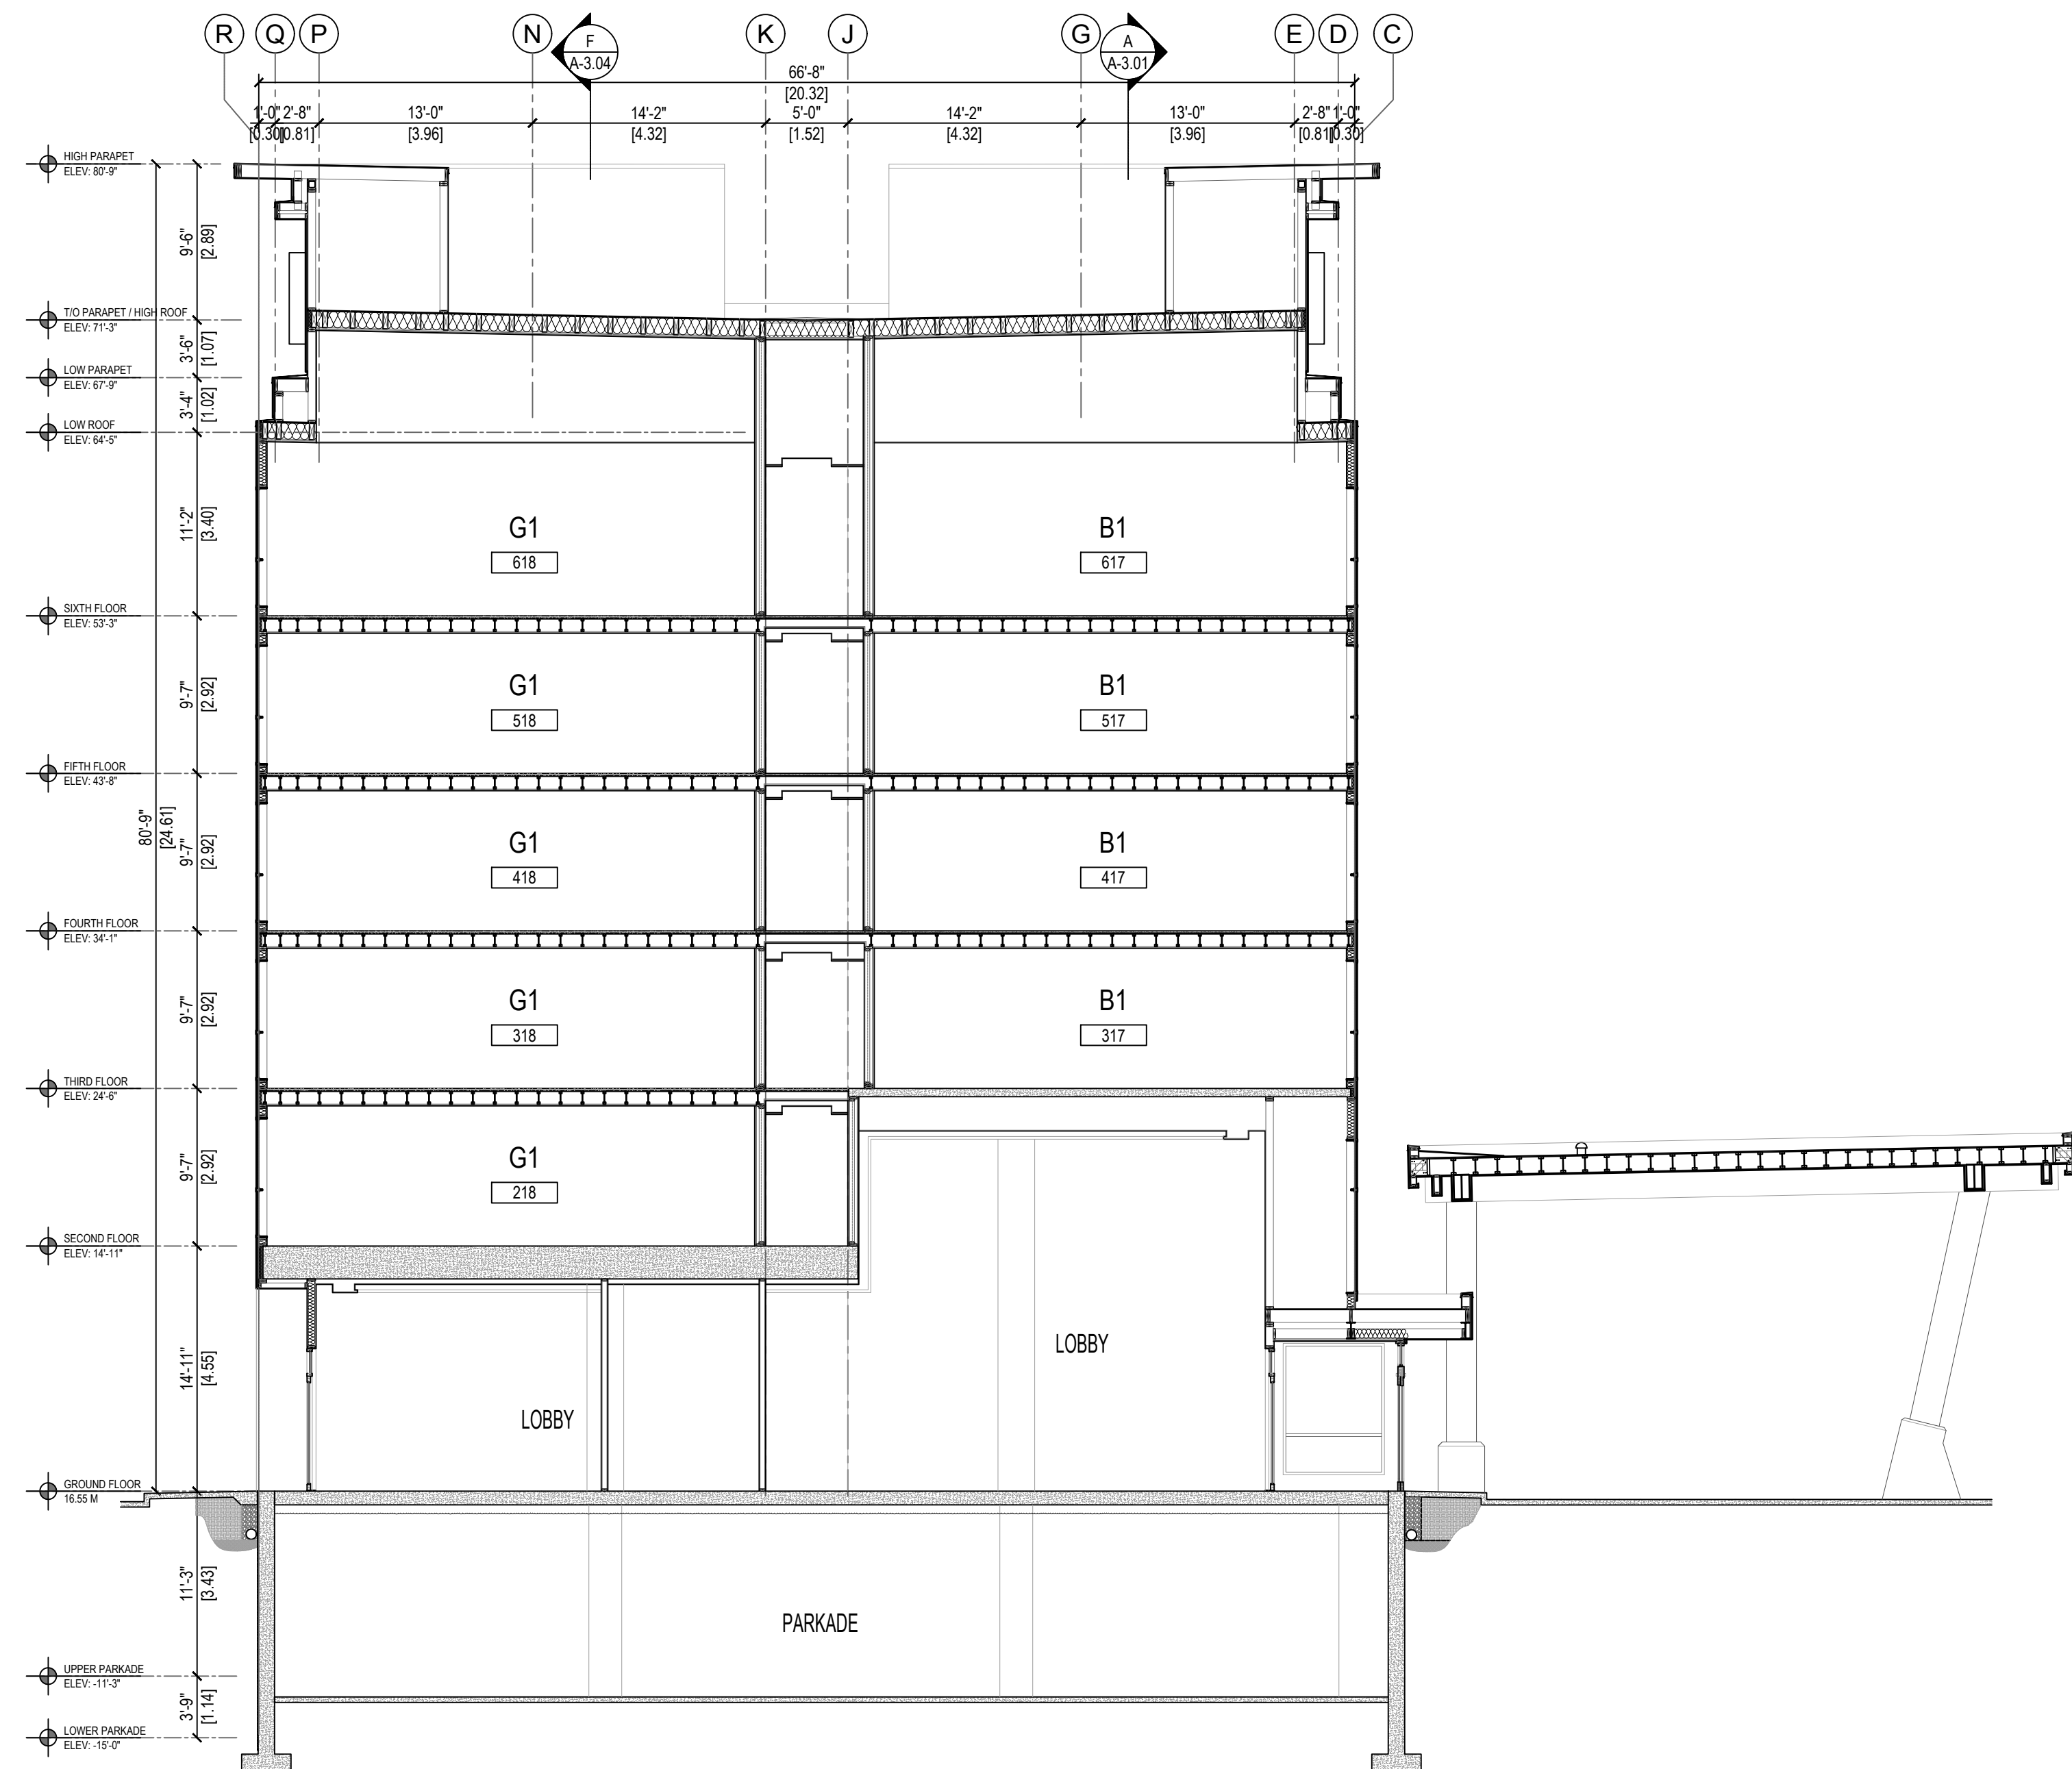 R Q P N K J G E D C
F
A-3.04
A
A-3.01
66'-8"
[20.32]
1'-0" 2'-8" 13'-0" 14'-2" 5'-0" 14'-2" 13'-0" 2'-8" 1'-0"
[0.30] [0.81] [3.96] [4.32] [1.52] [4.32] [3.96] [0.81] [0.30]
HIGH PARAPET
ELEV: 80'-9"
9'-6"
[2.89]
T/O PARAPET / HIGH ROOF
ELEV: 71'-3"
3'-6"
[1.07]
LOW PARAPET
ELEV: 67'-9"
3'-4"
[1.02]
LOW ROOF
ELEV: 64'-5"
11'-2"
[3.40]
G1
618
B1
617
SIXTH FLOOR
ELEV: 53'-3"
9'-7"
[2.92]
G1
518
B1
517
FIFTH FLOOR
ELEV: 43'-8"
80'-9"
[24.61]
9'-7"
[2.92]
G1
418
B1
417
FOURTH FLOOR
ELEV: 34'-1"
9'-7"
[2.92]
G1
318
B1
317
THIRD FLOOR
ELEV: 24'-6"
9'-7"
[2.92]
G1
218
SECOND FLOOR
ELEV: 14'-11"
14'-11"
[4.55]
LOBBY
LOBBY
GROUND FLOOR
16.55 M
11'-3"
[3.43]
PARKADE
UPPER PARKADE
ELEV: -11'-3"
3'-9"
[1.14]
LOWER PARKADE
ELEV: -15'-0"